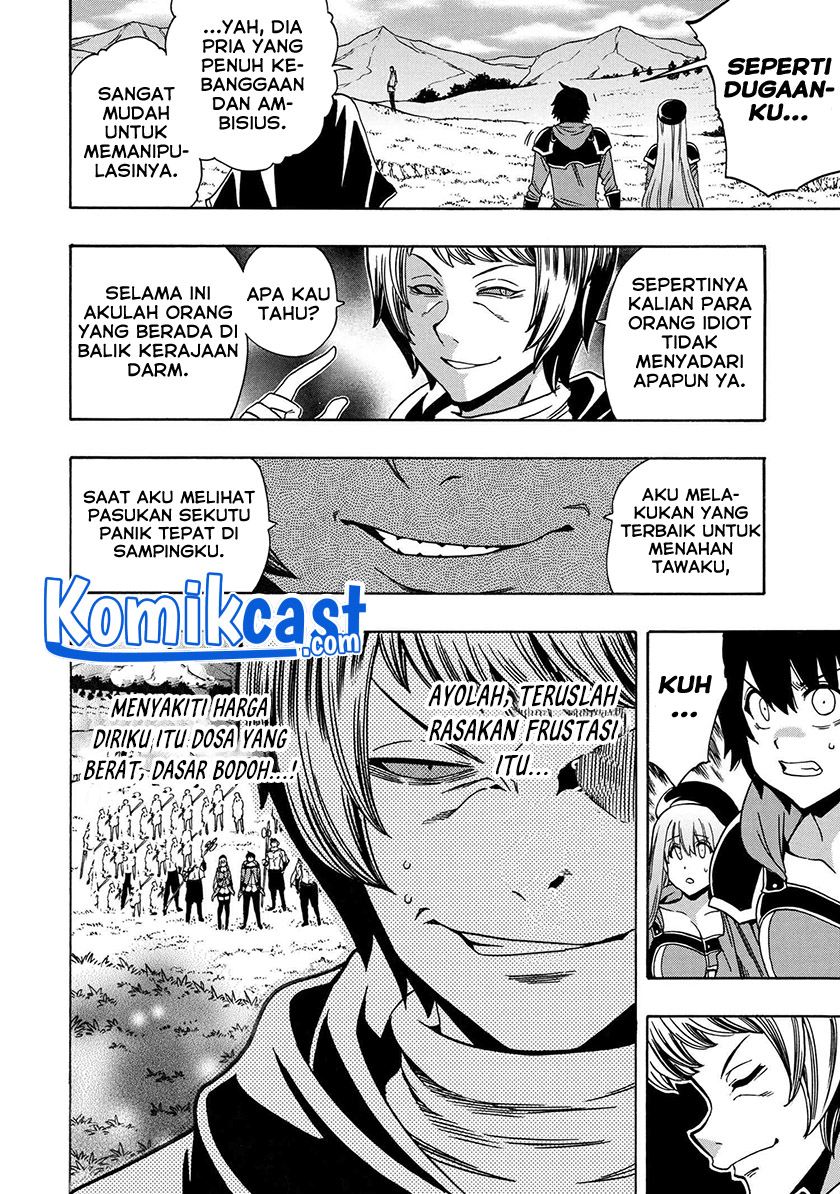 SEPERTI
DUGAAN-
KU...
...YAH, DIA
PRIA YANG
PENUH KE-
BANGGAAN
DAN AM-
BISIUS.
SANGAT
MUDAH
UNTUK
MEMANIPU-
LASINYA.
SEPERTINYA
KALIAN PARA
ORANG IDIOT
TIDAK
MENYADARI
APAPUN YA.
APA KAU
TAHU?
SELAMA INI
AKULAH ORANG
YANG BERADA DI
BALIK KERAJAAN
DARM.
AKU MELA-
KUKAN YANG
TERBAIK UNTUK
MENAHAN
TAWAKU,
SAAT AKU MELIHAT
PASUKAN SEKUTU
PANIK TEPAT DI
SAMPINGKU.
Komikcast
.com
KUH
...
AYOLAH, TERUSLAH
RASAKAN FRUSTASI
ITU...
MENYAKITI HARGA
DIRIKU ITU DOSA YANG
BERAT, DASAR BODOH...!